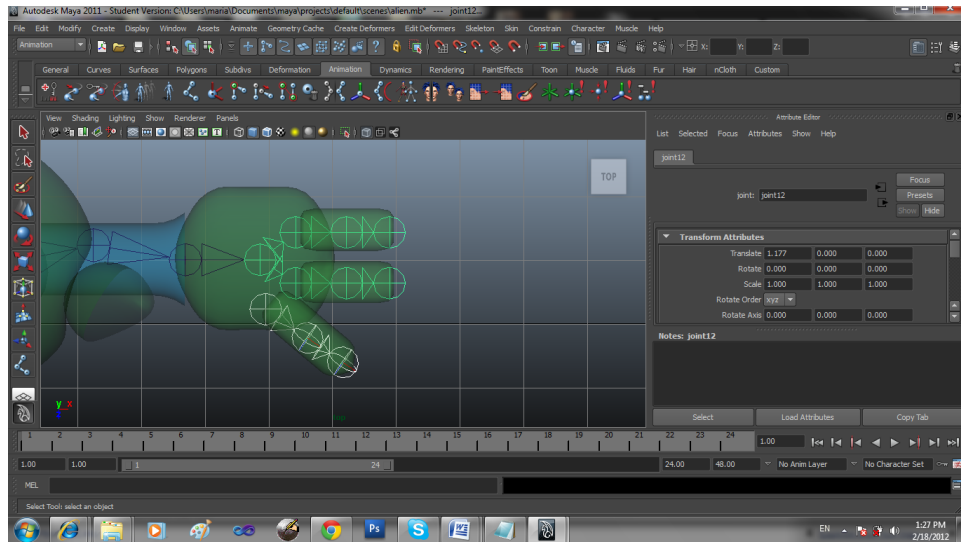 Autodesk Maya 2011 - Student Version: C:\Users\maria\Documents\maya\projects\default\scenes\alien.mb* --- joint12...
File Edit Modify Create Display Window Assets Animate Geometry Cache Create Deformers Edit Deformers Skeleton Skin Constrain Character Muscle Help
Animation X: Y: Z:
General Curves Surfaces Polygons Subdivs Deformation Animation Dynamics Rendering PaintEffects Toon Muscle Fluids Fur Hair nCloth Custom
View Shading Lighting Show Renderer Panels
TOP
y x
Attribute Editor
List Selected Focus Attributes Show Help
joint12
joint: joint12
Focus
Presets
Show Hide
Transform Attributes
Translate 1.177 0.000 0.000
Rotate 0.000 0.000 0.000
Scale 1.000 1.000 1.000
Rotate Order xyz
Rotate Axis 0.000 0.000 0.000
Notes: joint12
Select Load Attributes Copy Tab
1 2 3 4 5 6 7 8 9 10 11 12 13 14 15 16 17 18 19 20 21 22 23 24 1.00
1.00 1.00 1 24 24.00 48.00 No Anim Layer No Character Set
MEL
Select Tool: select an object
Ps S W EN 1:27 PM
2/18/2012